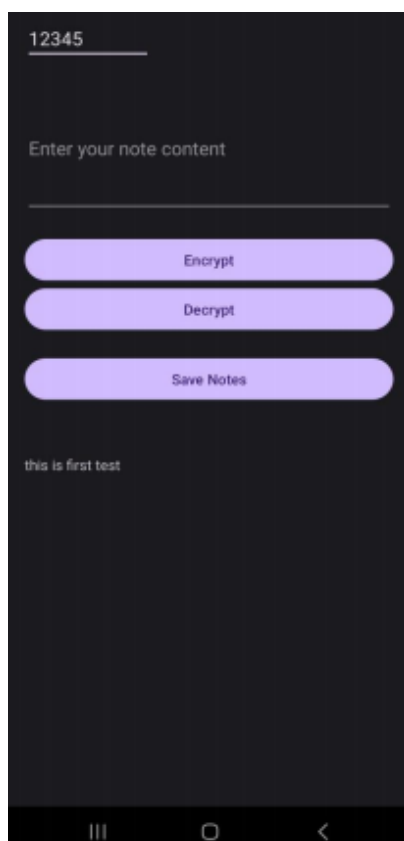 12345
Enter your note content
Encrypt
Decrypt
Save Notes
this is first test